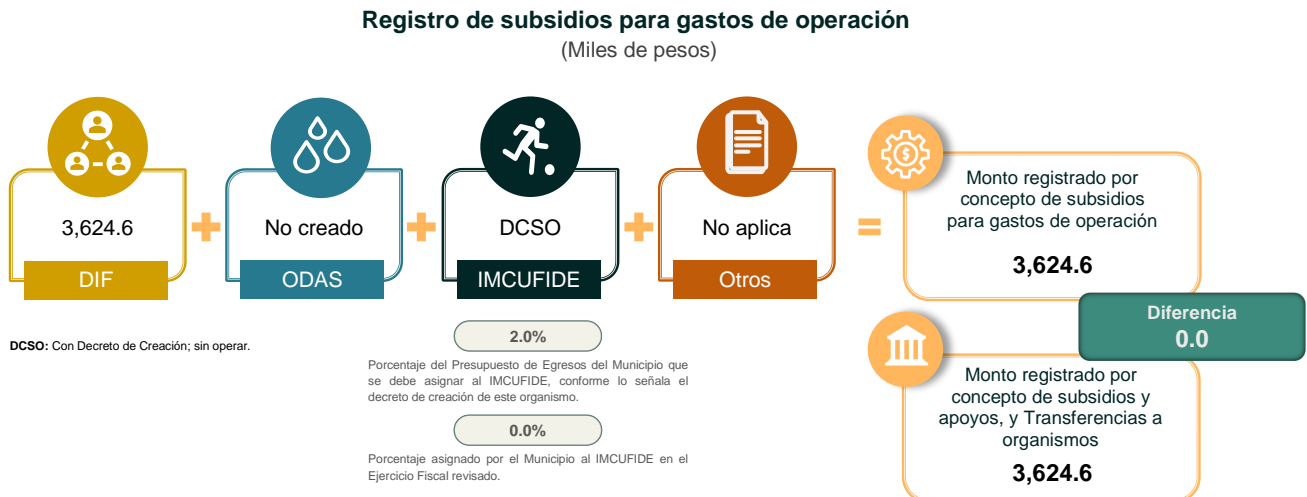 Registro de subsidios para gastos de operación
(Miles de pesos)
3,624.6
DIF
No creado
ODAS
DCSO
IMCUFIDE
No aplica
Otros
Monto registrado por
concepto de subsidios
para gastos de operación
3,624.6
Diferencia
0.0
Monto registrado por
concepto de subsidios y
apoyos, y Transferencias a
organismos
3,624.6
DCSO: Con Decreto de Creación; sin operar.
2.0%
Porcentaje del Presupuesto de Egresos del Municipio que
se debe asignar al IMCUFIDE, conforme lo señala el
decreto de creación de este organismo.
0.0%
Porcentaje asignado por el Municipio al IMCUFIDE en el
Ejercicio Fiscal revisado.